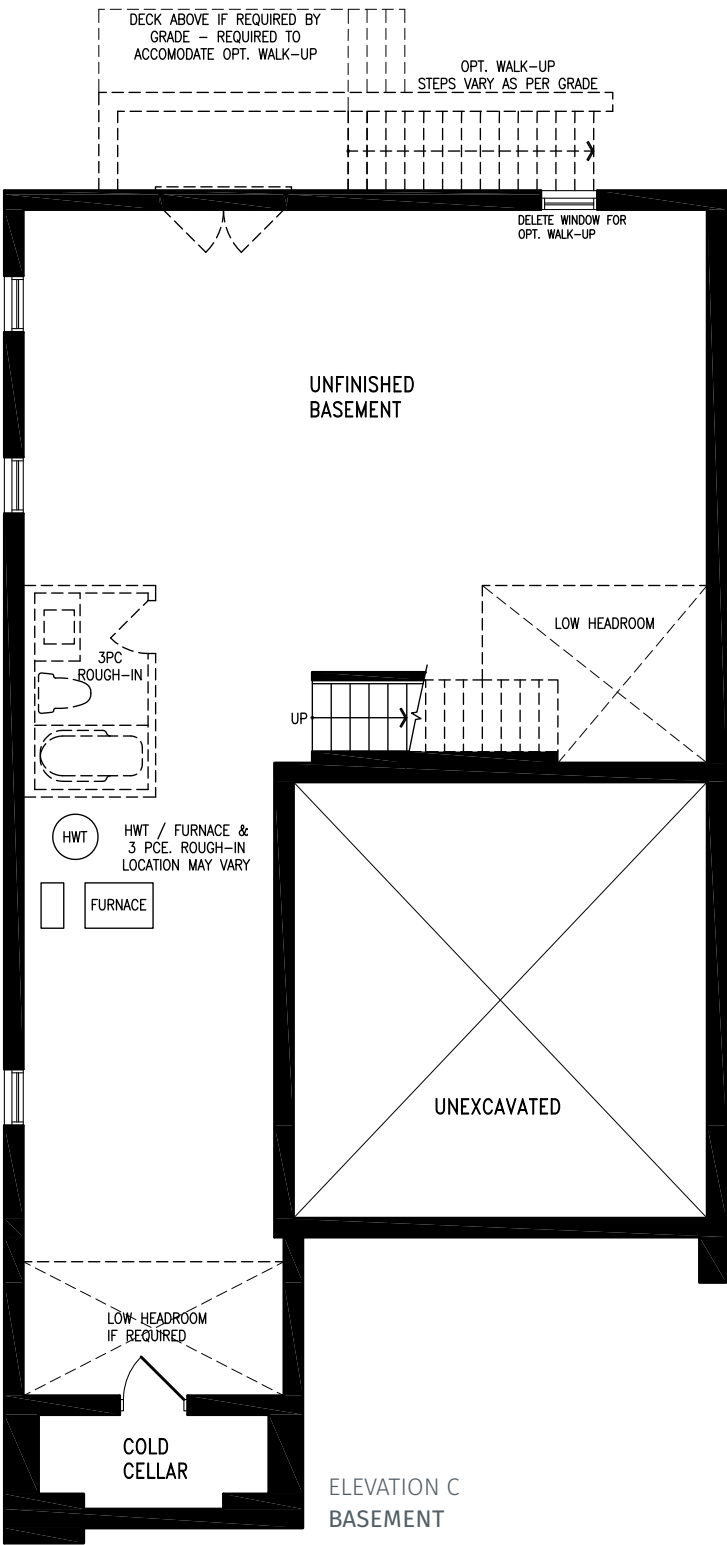 DECK ABOVE IF REQUIRED BY
GRADE – REQUIRED TO
ACCOMODATE OPT. WALK-UP
OPT. WALK-UP
STEPS VARY AS PER GRADE
DELETE WINDOW FOR
OPT. WALK-UP
UNFINISHED
BASEMENT
LOW HEADROOM
3PC
ROUGH-IN
UP
HWT
HWT / FURNACE &
3 PCE. ROUGH-IN
LOCATION MAY VARY
FURNACE
UNEXCAVATED
LOW HEADROOM
IF REQUIRED
COLD
CELLAR
ELEVATION C
BASEMENT